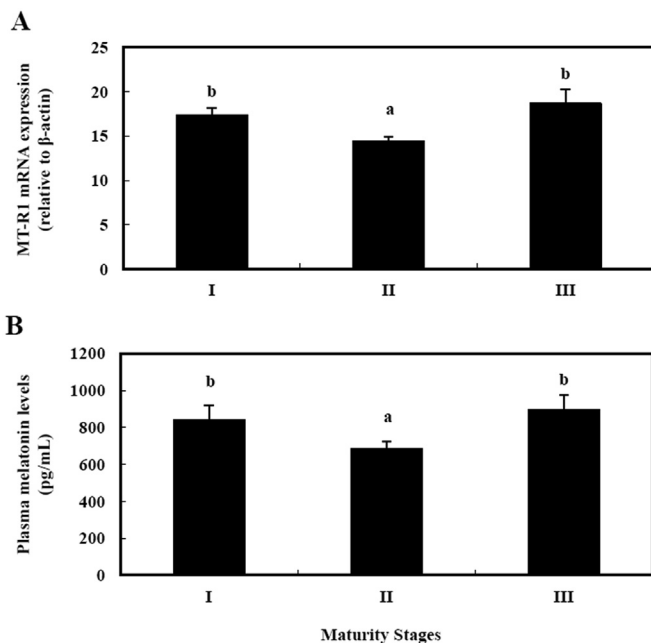 A
MT-R1 mRNA expression
(relative to β-actin)
25
20
15
10
5
0
b
a
b
I
II
III
B
Plasma melatonin levels
(pg/mL)
1200
1000
800
600
400
200
0
b
a
b
I
II
III
Maturity Stages